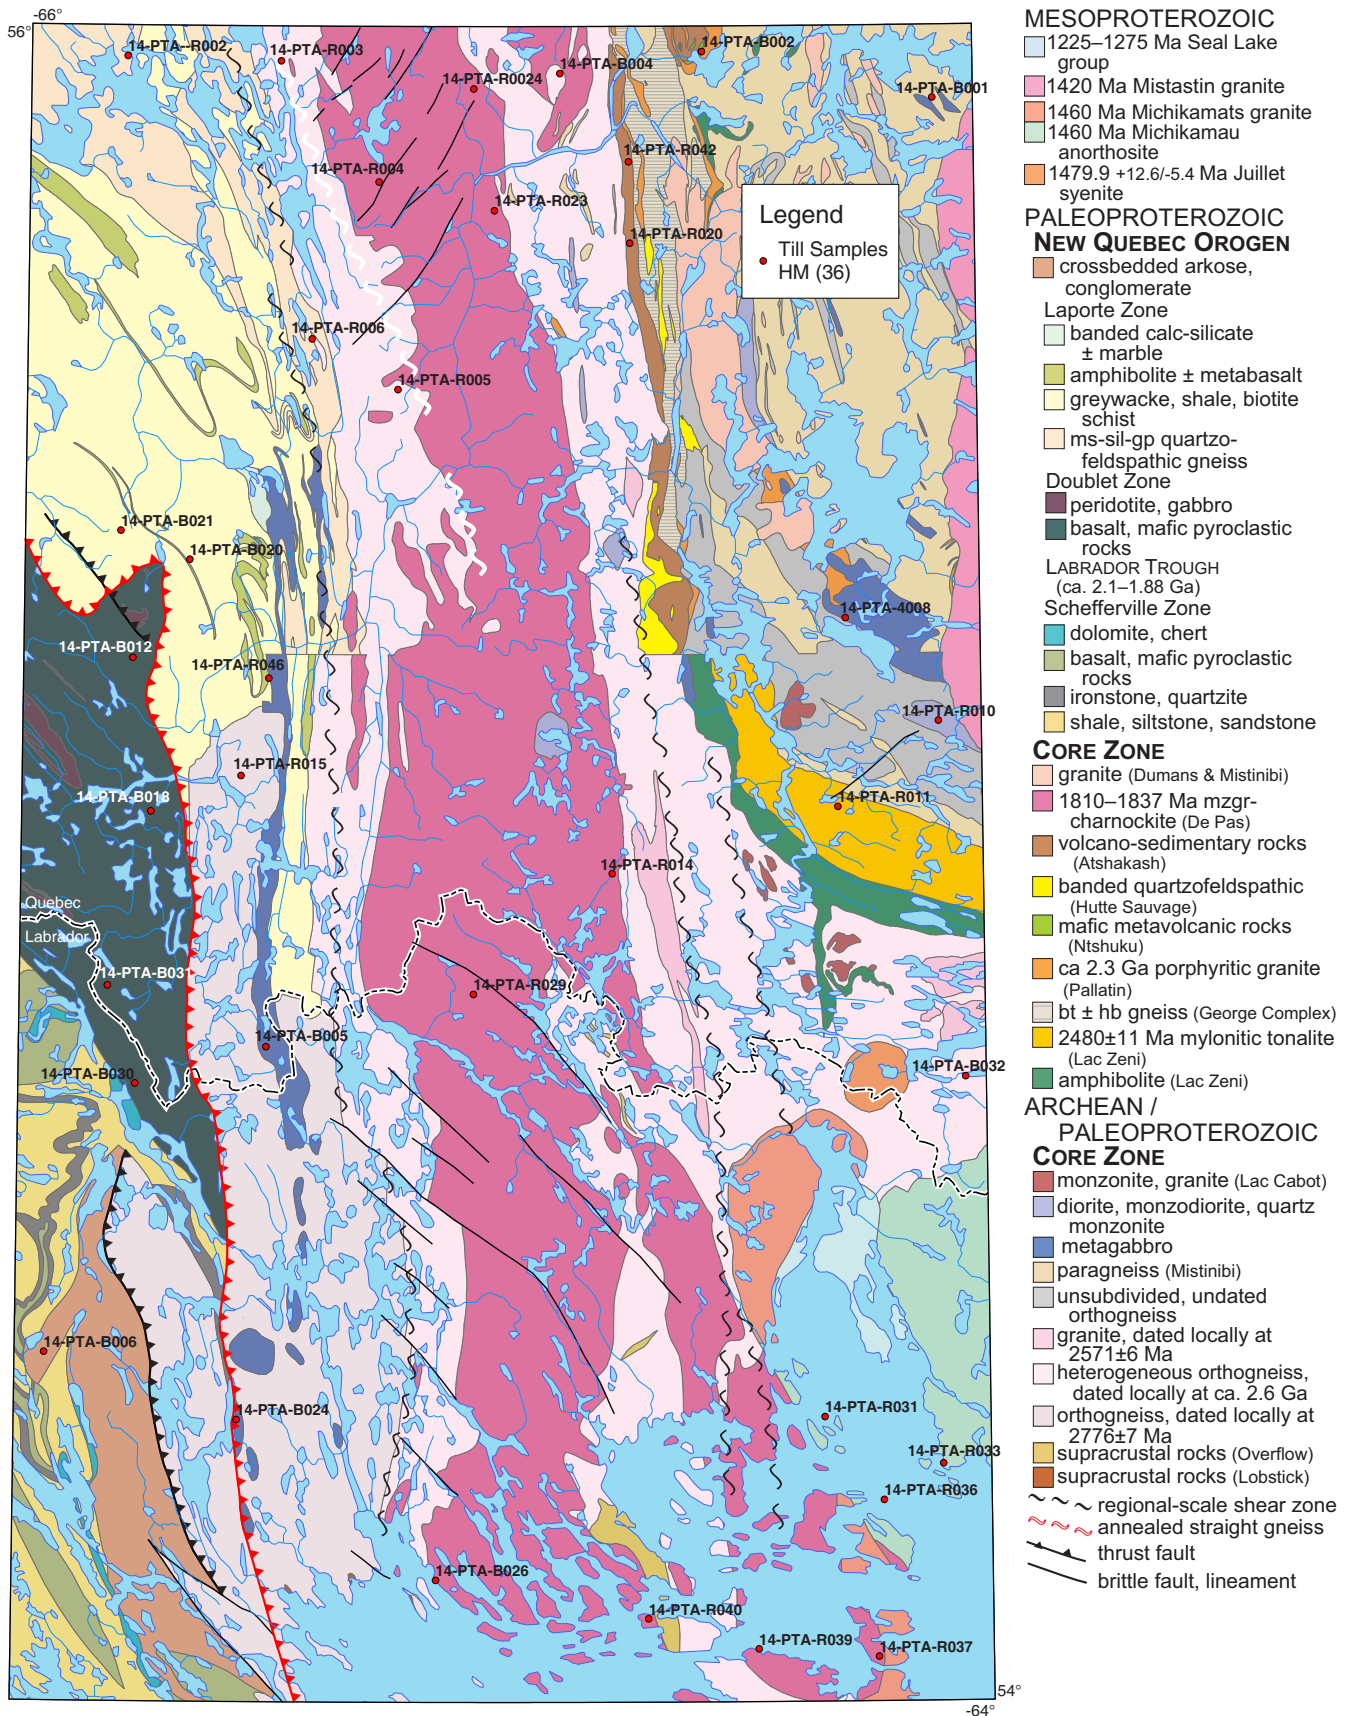 -66°
56°
14-PTA--R002
14-PTA-R003
14-PTA-R0024
14-PTA-B004
14-PTA-B002
14-PTA-B001
14-PTA-R042
14-PTA-R004
14-PTA-R023
14-PTA-R020
Legend
Till Samples
HM (36)
14-PTA-R006
14-PTA-R005
14-PTA-B021
14-PTA-B020
14-PTA-4008
14-PTA-B012
14-PTA-R046
14-PTA-R010
14-PTA-R015
14-PTA-B018
14-PTA-R011
14-PTA-R014
Quebec
Labrador
14-PTA-B031
14-PTA-R029
14-PTA-B005
14-PTA-B030
14-PTA-B032
14-PTA-B006
14-PTA-B024
14-PTA-R031
14-PTA-R033
14-PTA-R036
14-PTA-B026
14-PTA-R040
14-PTA-R039
14-PTA-R037
54°
-64°
MESOPROTEROZOIC
1225–1275 Ma Seal Lake
group
1420 Ma Mistastin granite
1460 Ma Michikamats granite
1460 Ma Michikamau
anorthosite
1479.9 +12.6/-5.4 Ma Juillet
syenite
PALEOPROTEROZOIC
NEW QUEBEC OROGEN
crossbedded arkose,
conglomerate
Laporte Zone
banded calc-silicate
± marble
amphibolite ± metabasalt
greywacke, shale, biotite
schist
ms-sil-gp quartzo-
feldspathic gneiss
Doublet Zone
peridotite, gabbro
basalt, mafic pyroclastic
rocks
LABRADOR TROUGH
(ca. 2.1–1.88 Ga)
Schefferville Zone
dolomite, chert
basalt, mafic pyroclastic
rocks
ironstone, quartzite
shale, siltstone, sandstone
CORE ZONE
granite (Dumans & Mistinibi)
1810–1837 Ma mzgr-
charnockite (De Pas)
volcano-sedimentary rocks
(Atshakash)
banded quartzofeldspathic
(Hutte Sauvage)
mafic metavolcanic rocks
(Ntshuku)
ca 2.3 Ga porphyritic granite
(Pallatin)
bt ± hb gneiss (George Complex)
2480±11 Ma mylonitic tonalite
(Lac Zeni)
amphibolite (Lac Zeni)
ARCHEAN /
PALEOPROTEROZOIC
CORE ZONE
monzonite, granite (Lac Cabot)
diorite, monzodiorite, quartz
monzonite
metagabbro
paragneiss (Mistinibi)
unsubdivided, undated
orthogneiss
granite, dated locally at
2571±6 Ma
heterogeneous orthogneiss,
dated locally at ca. 2.6 Ga
orthogneiss, dated locally at
2776±7 Ma
supracrustal rocks (Overflow)
supracrustal rocks (Lobstick)
regional-scale shear zone
annealed straight gneiss
thrust fault
brittle fault, lineament